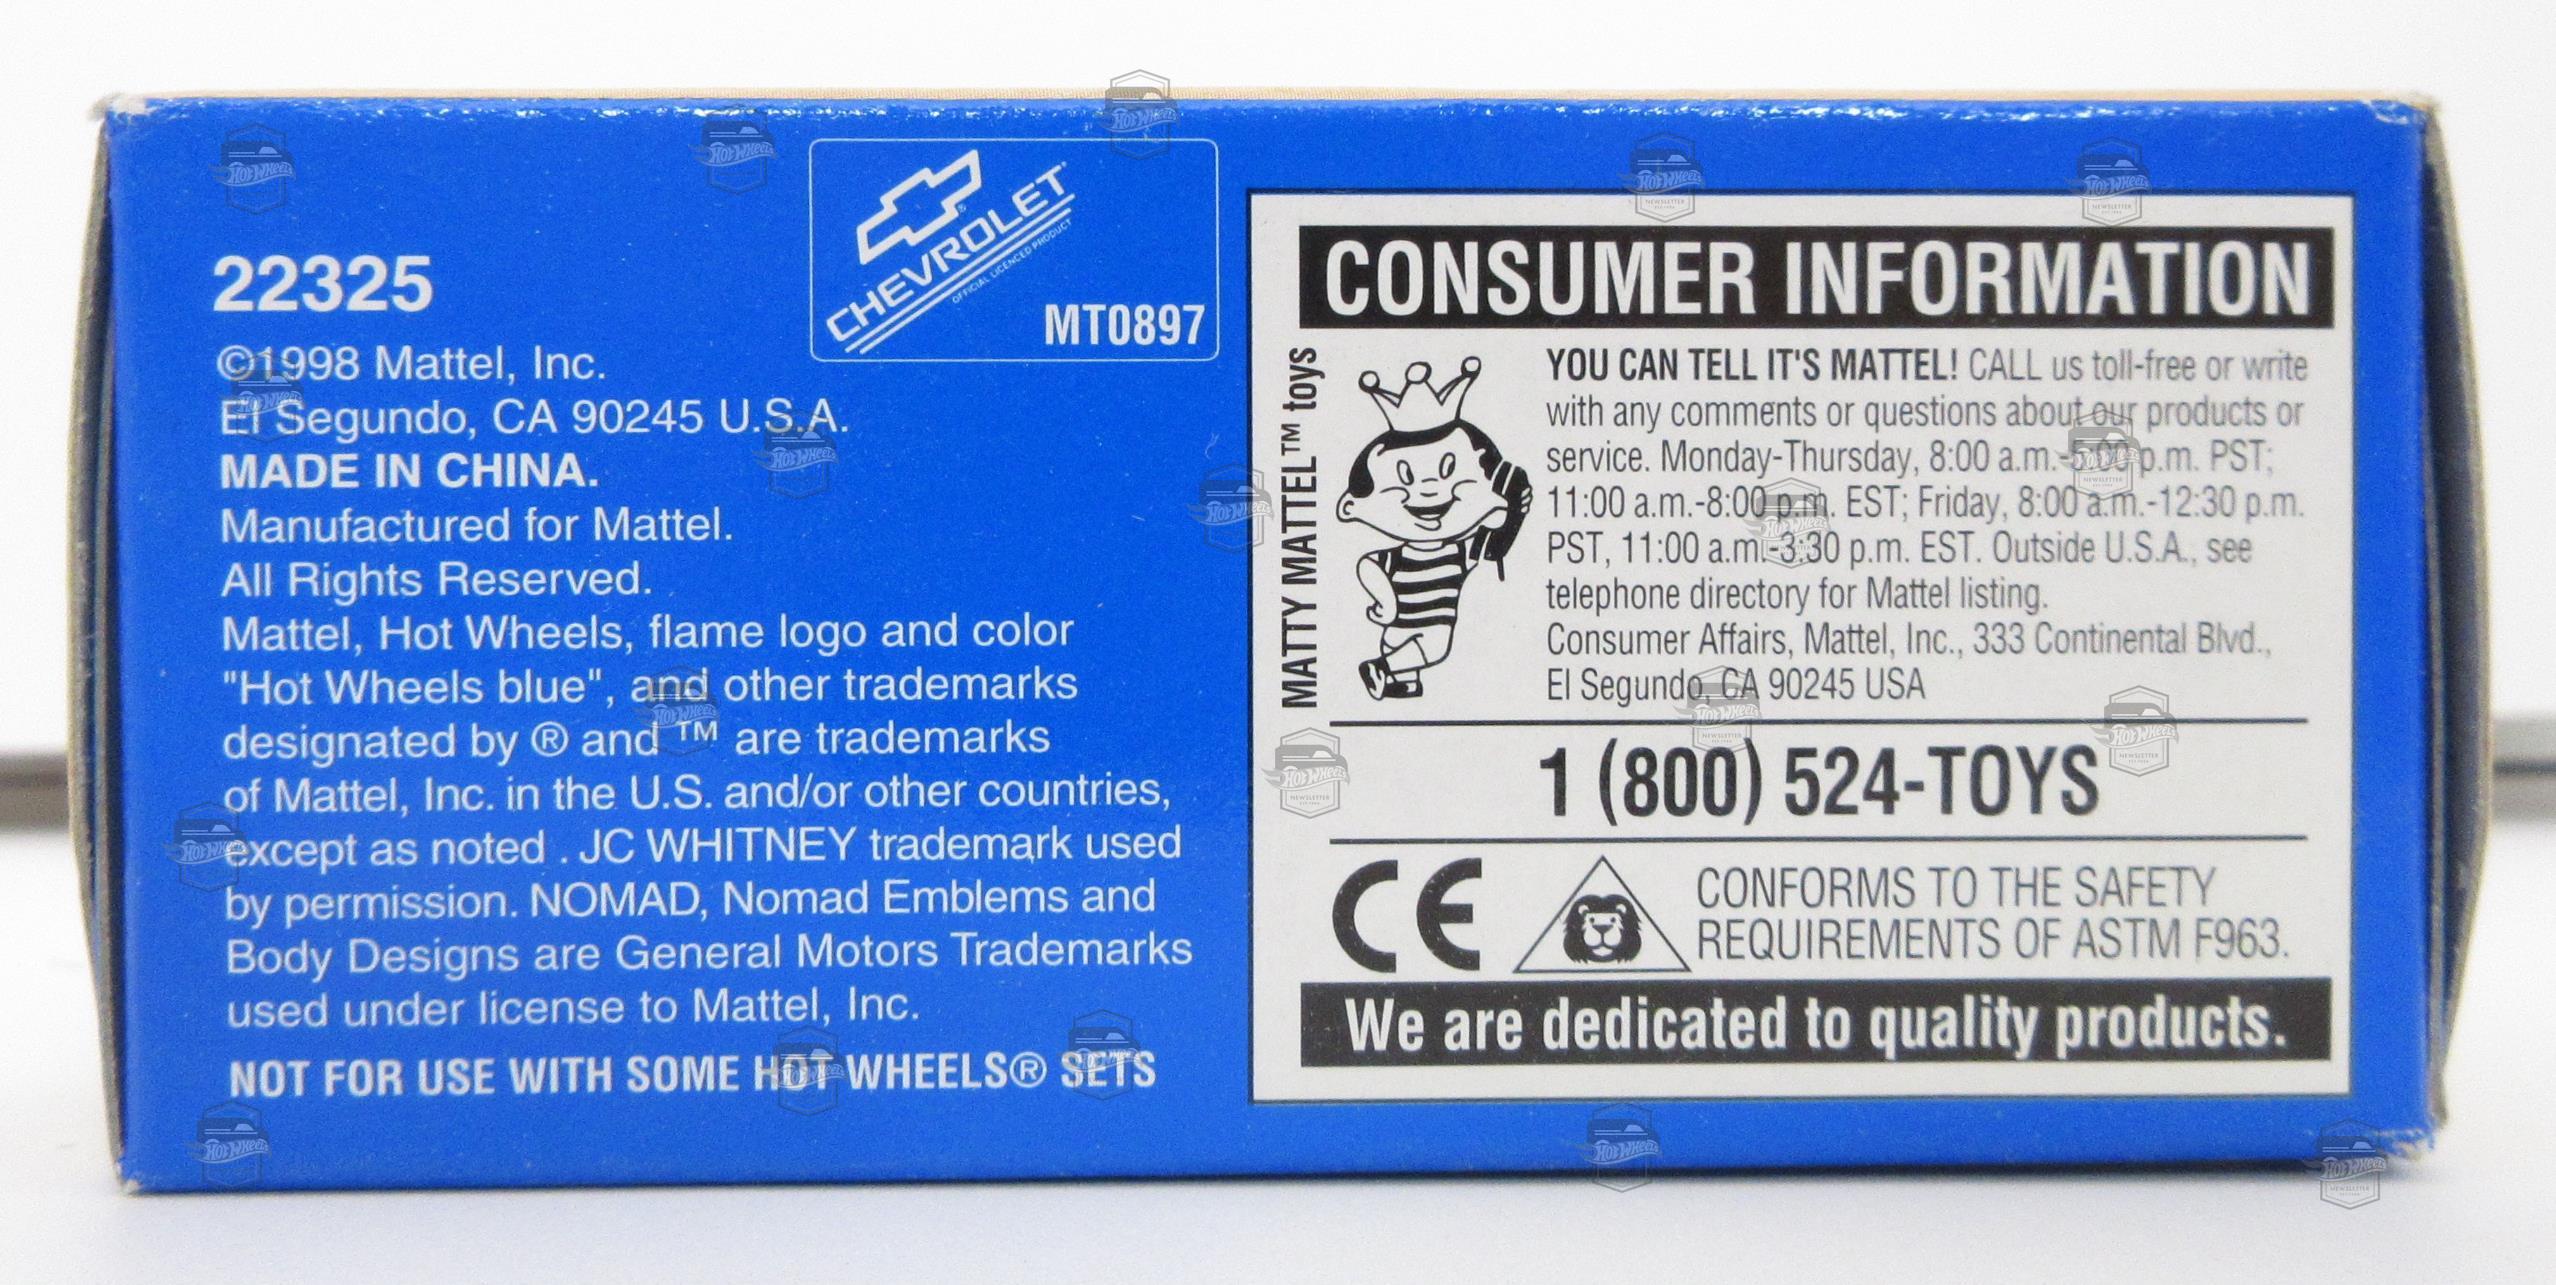 22325
©1998 Mattel, Inc.
El Segundo, CA 90245 U.S.A.
MADE IN CHINA.
Manufactured for Mattel.
All Rights Reserved.
Mattel, Hot Wheels, flame logo and color
"Hot Wheels blue", and other trademarks
designated by ® and ™ are trademarks
of Mattel, Inc. in the U.S. and/or other countries,
except as noted . JC WHITNEY trademark used
by permission. NOMAD, Nomad Emblems and
Body Designs are General Motors Trademarks
used under license to Mattel, Inc.
NOT FOR USE WITH SOME HOT WHEELS® SETS
CHEVROLET
OFFICIAL LICENCED PRODUCT
MT0897
CONSUMER INFORMATION
MATTY MATTEL™ toys
YOU CAN TELL IT'S MATTEL! CALL us toll-free or write
with any comments or questions about our products or
service. Monday-Thursday, 8:00 a.m.-5:00 p.m. PST;
11:00 a.m.-8:00 p.m. EST; Friday, 8:00 a.m.-12:30 p.m.
PST, 11:00 a.m.-3:30 p.m. EST. Outside U.S.A., see
telephone directory for Mattel listing.
Consumer Affairs, Mattel, Inc., 333 Continental Blvd.,
El Segundo, CA 90245 USA
1 (800) 524-TOYS
CE
CONFORMS TO THE SAFETY
REQUIREMENTS OF ASTM F963.
We are dedicated to quality products.
Hot Wheels
NEWSLETTER